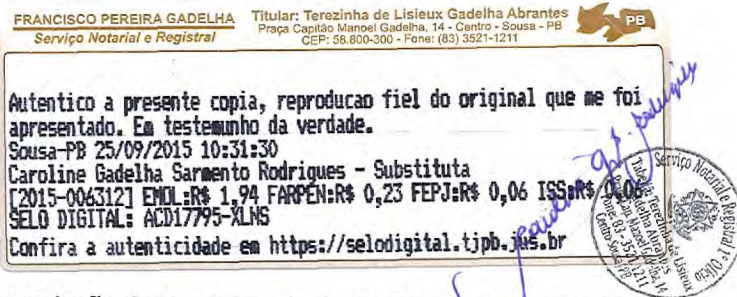 FRANCISCO PEREIRA GADELHA
Serviço Notarial e Registral
Titular: Terezinha de Lisieux Gadelha Abrantes
Praça Capitão Manoel Gadelha, 14 - Centro - Sousa - PB
CEP: 58.800-300 - Fone: (83) 3521-1211
PB
Autentico a presente copia, reproducao fiel do original que me foi
apresentado. Em testemunho da verdade.
Sousa-PB 25/09/2015 10:31:30
Caroline Gadelha Sarmento Rodrigues - Substituta
[2015-006312] EMOL:R$ 1,94 FARPEN:R$ 0,23 FEPJ:R$ 0,06 ISS:R$ 0,06
SELO DIGITAL: ACD17795-XLNS
Confira a autenticidade em https://selodigital.tjpb.jus.br
Serviço Notarial e Registral 1º Ofício